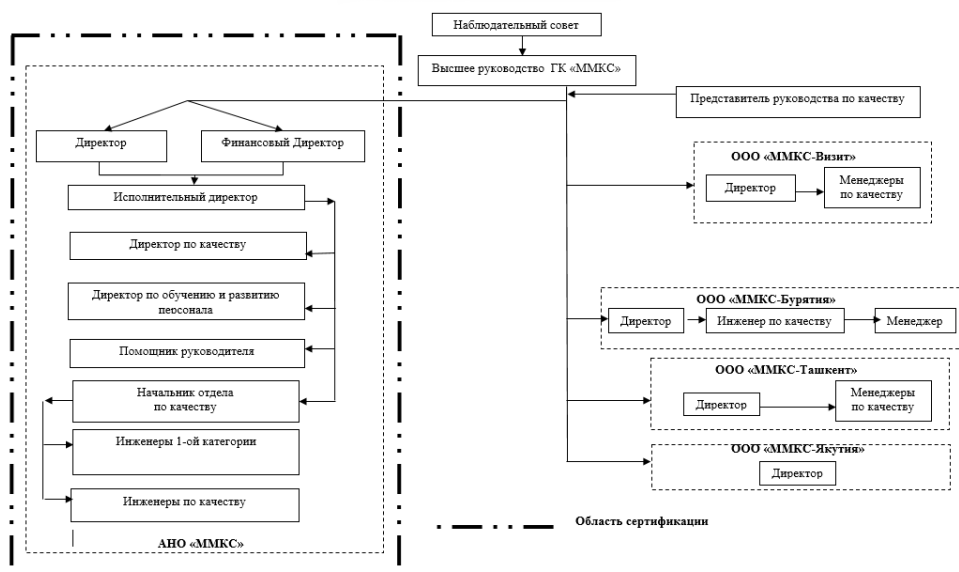 Наблюдательный совет
Высшее руководство ГК «ММКС»
Представитель руководства по качеству
Директор
Финансовый Директор
Исполнительный директор
Директор по качеству
Директор по обучению и развитию
персонала
Помощник руководителя
Начальник отдела
по качеству
Инженеры 1-ой категории
Инженеры по качеству
АНО «ММКС»
ООО «ММКС-Визит»
Директор
Менеджеры
по качеству
ООО «ММКС-Бурятия»
Директор
Инженер по качеству
Менеджер
ООО «ММКС-Ташкент»
Директор
Менеджеры
по качеству
ООО «ММКС-Якутия»
Директор
Область сертификации